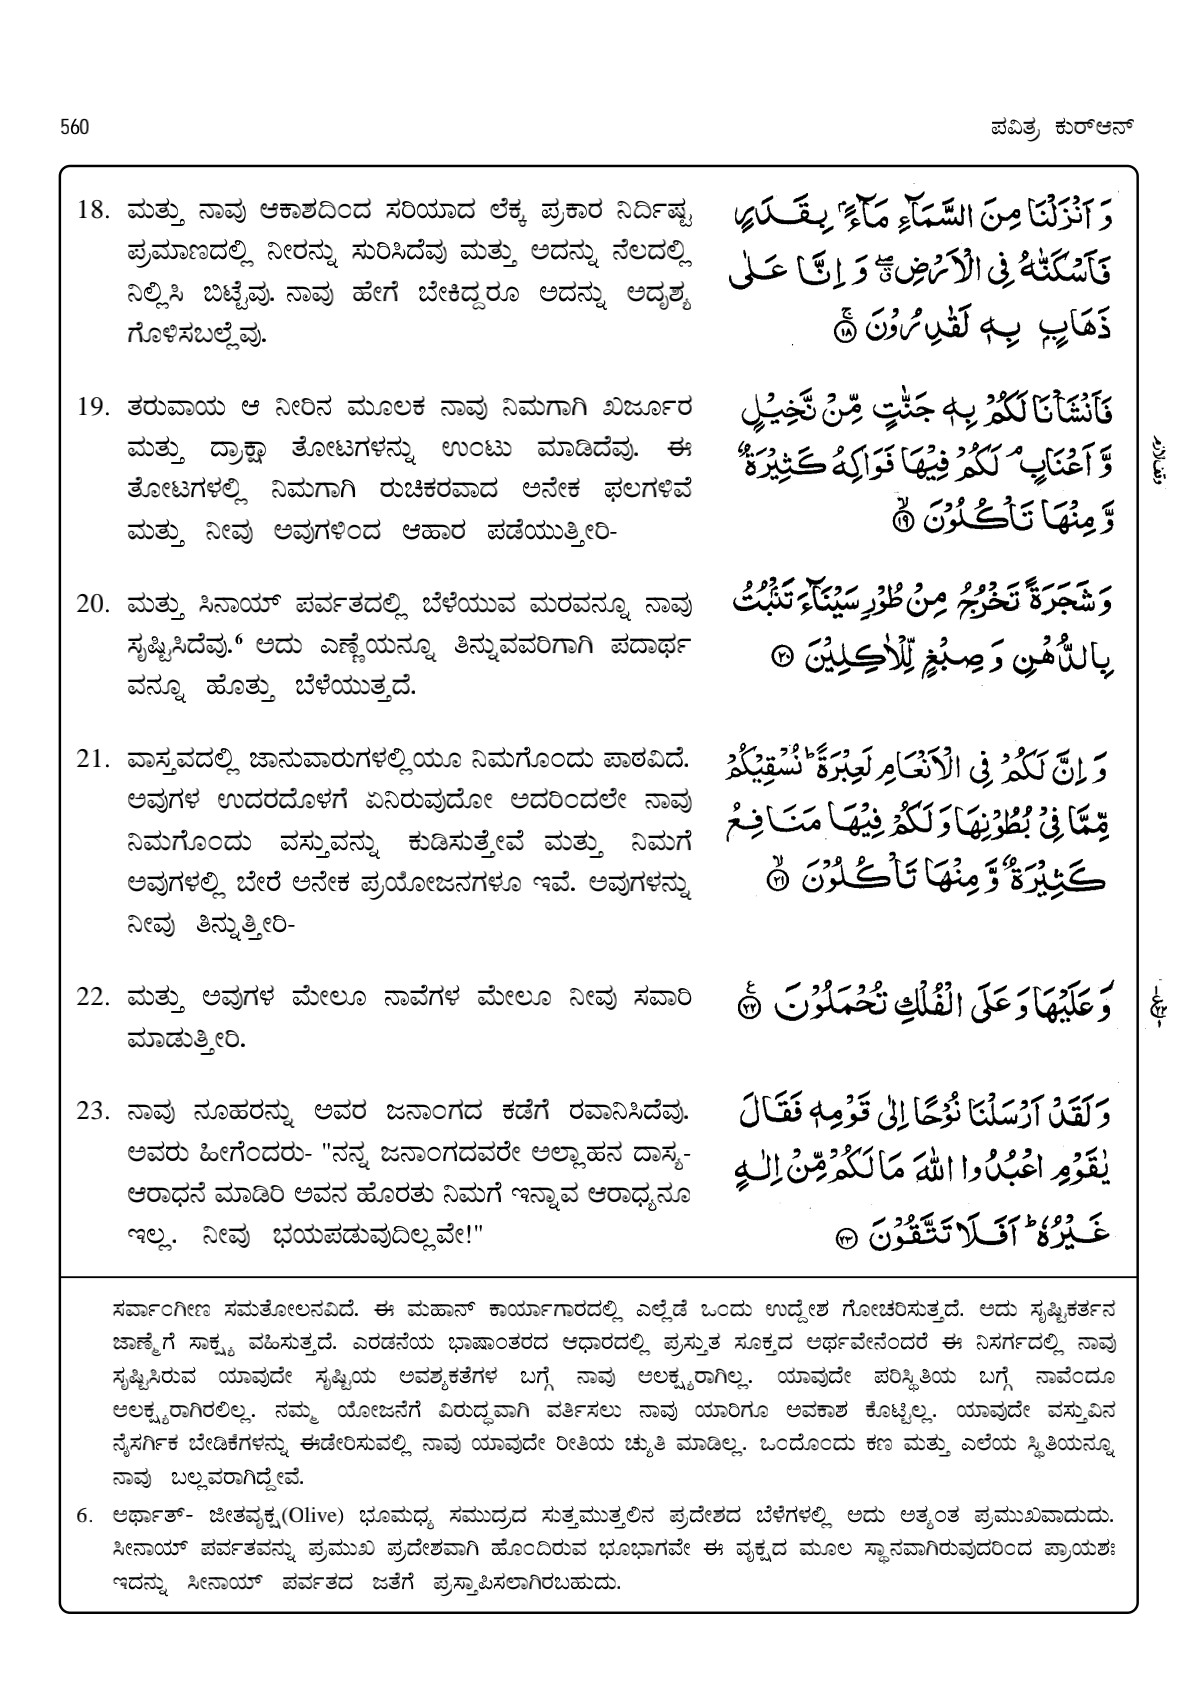 560
ಪವಿತ್ರ ಕುರ್‌ಆನ್
18. ಮತ್ತು ನಾವು ಆಕಾಶದಿಂದ ಸರಿಯಾದ ಲೆಕ್ಕ ಪ್ರಕಾರ ನಿರ್ದಿಷ್ಟ
ಪ್ರಮಾಣದಲ್ಲಿ ನೀರನ್ನು ಸುರಿಸಿದೆವು ಮತ್ತು ಅದನ್ನು ನೆಲದಲ್ಲಿ
ನಿಲ್ಲಿಸಿ ಬಿಟ್ಟೆವು. ನಾವು ಹೇಗೆ ಬೇಕಿದ್ದರೂ ಅದನ್ನು ಅದೃಶ್ಯ
ಗೊಳಿಸಬಲ್ಲೆವು.
وَ اَنْزَلْنَا مِنَ السَّمَآءِ مَآءًۢ بِقَدَرٍ
فَاَسْكَنّٰهُ فِي الْاَرْضِ ۖ وَ اِنَّا عَلٰى
ذَهَابٍۭ بِهٖ لَقٰدِرُوْنَ ۚ۱۸
19. ತರುವಾಯ ಆ ನೀರಿನ ಮೂಲಕ ನಾವು ನಿಮಗಾಗಿ ಖರ್ಜೂರ
ಮತ್ತು ದ್ರಾಕ್ಷಾ ತೋಟಗಳನ್ನು ಉಂಟು ಮಾಡಿದೆವು. ಈ
ತೋಟಗಳಲ್ಲಿ ನಿಮಗಾಗಿ ರುಚಿಕರವಾದ ಅನೇಕ ಫಲಗಳಿವೆ
ಮತ್ತು ನೀವು ಅವುಗಳಿಂದ ಆಹಾರ ಪಡೆಯುತ್ತೀರಿ-
فَاَنْشَاْنَا لَكُمْ بِهٖ جَنّٰتٍ مِّنْ نَّخِيْلٍ
وَّ اَعْنَابٍ ۘ لَكُمْ فِيْهَا فَوَاكِهُ كَثِيْرَةٌ
وَّ مِنْهَا تَاْكُلُوْنَ ۙ۱۹
وقف لازم
20. ಮತ್ತು ಸಿನಾಯ್ ಪರ್ವತದಲ್ಲಿ ಬೆಳೆಯುವ ಮರವನ್ನೂ ನಾವು
ಸೃಷ್ಟಿಸಿದೆವು.⁶ ಅದು ಎಣ್ಣೆಯನ್ನೂ ತಿನ್ನುವವರಿಗಾಗಿ ಪದಾರ್ಥ
ವನ್ನೂ ಹೊತ್ತು ಬೆಳೆಯುತ್ತದೆ.
وَ شَجَرَةً تَخْرُجُ مِنْ طُوْرِ سَيْنَآءَ تَنْۢبُتُ
بِالدُّهْنِ وَ صِبْغٍ لِّلْاٰكِلِيْنَ ۲۰
21. ವಾಸ್ತವದಲ್ಲಿ ಜಾನುವಾರುಗಳಲ್ಲಿಯೂ ನಿಮಗೊಂದು ಪಾಠವಿದೆ.
ಅವುಗಳ ಉದರದೊಳಗೆ ಏನಿರುವುದೋ ಅದರಿಂದಲೇ ನಾವು
ನಿಮಗೊಂದು ವಸ್ತುವನ್ನು ಕುಡಿಸುತ್ತೇವೆ ಮತ್ತು ನಿಮಗೆ
ಅವುಗಳಲ್ಲಿ ಬೇರೆ ಅನೇಕ ಪ್ರಯೋಜನಗಳೂ ಇವೆ. ಅವುಗಳನ್ನು
ನೀವು ತಿನ್ನುತ್ತೀರಿ-
وَ اِنَّ لَكُمْ فِي الْاَنْعَامِ لَعِبْرَةً ؕ نُسْقِيْكُمْ
مِّمَّا فِيْ بُطُوْنِهَا وَ لَكُمْ فِيْهَا مَنَافِعُ
كَثِيْرَةٌ وَّ مِنْهَا تَاْكُلُوْنَ ۙ۲۱
22. ಮತ್ತು ಅವುಗಳ ಮೇಲೂ ನಾವೆಗಳ ಮೇಲೂ ನೀವು ಸವಾರಿ
ಮಾಡುತ್ತೀರಿ.
وَ عَلَيْهَا وَ عَلَى الْفُلْكِ تُحْمَلُوْنَ ۲۲
23. ನಾವು ನೂಹರನ್ನು ಅವರ ಜನಾಂಗದ ಕಡೆಗೆ ರವಾನಿಸಿದೆವು.
ಅವರು ಹೀಗೆಂದರು- "ನನ್ನ ಜನಾಂಗದವರೇ ಅಲ್ಲಾಹನ ದಾಸ್ಯ-
ಆರಾಧನೆ ಮಾಡಿರಿ ಅವನ ಹೊರತು ನಿಮಗೆ ಇನ್ನಾವ ಆರಾಧ್ಯನೂ
ಇಲ್ಲ. ನೀವು ಭಯಪಡುವುದಿಲ್ಲವೇ!"
وَ لَقَدْ اَرْسَلْنَا نُوْحًا اِلٰى قَوْمِهٖ فَقَالَ
يٰقَوْمِ اعْبُدُوا اللّٰهَ مَا لَكُمْ مِّنْ اِلٰهٍ
غَيْرُهٗ ؕ اَفَلَا تَتَّقُوْنَ ۲۳
ಸರ್ವಾಂಗೀಣ ಸಮತೋಲನವಿದೆ. ಈ ಮಹಾನ್ ಕಾರ್ಯಾಗಾರದಲ್ಲಿ ಎಲ್ಲೆಡೆ ಒಂದು ಉದ್ದೇಶ ಗೋಚರಿಸುತ್ತದೆ. ಅದು ಸೃಷ್ಟಿಕರ್ತನ
ಜಾಣ್ಮೆಗೆ ಸಾಕ್ಷ್ಯ ವಹಿಸುತ್ತದೆ. ಎರಡನೆಯ ಭಾಷಾಂತರದ ಆಧಾರದಲ್ಲಿ ಪ್ರಸ್ತುತ ಸೂಕ್ತದ ಅರ್ಥವೇನೆಂದರೆ ಈ ನಿಸರ್ಗದಲ್ಲಿ ನಾವು
ಸೃಷ್ಟಿಸಿರುವ ಯಾವುದೇ ಸೃಷ್ಟಿಯ ಅವಶ್ಯಕತೆಗಳ ಬಗ್ಗೆ ನಾವು ಅಲಕ್ಷ್ಯರಾಗಿಲ್ಲ. ಯಾವುದೇ ಪರಿಸ್ಥಿತಿಯ ಬಗ್ಗೆ ನಾವೆಂದೂ
ಅಲಕ್ಷ್ಯರಾಗಿರಲಿಲ್ಲ. ನಮ್ಮ ಯೋಜನೆಗೆ ವಿರುದ್ಧವಾಗಿ ವರ್ತಿಸಲು ನಾವು ಯಾರಿಗೂ ಅವಕಾಶ ಕೊಟ್ಟಿಲ್ಲ. ಯಾವುದೇ ವಸ್ತುವಿನ
ನೈಸರ್ಗಿಕ ಬೇಡಿಕೆಗಳನ್ನು ಈಡೇರಿಸುವಲ್ಲಿ ನಾವು ಯಾವುದೇ ರೀತಿಯ ಚ್ಯುತಿ ಮಾಡಿಲ್ಲ. ಒಂದೊಂದು ಕಣ ಮತ್ತು ಎಲೆಯ ಸ್ಥಿತಿಯನ್ನೂ
ನಾವು ಬಲ್ಲವರಾಗಿದ್ದೇವೆ.
6. ಅರ್ಥಾತ್- ಜೀತವೃಕ್ಷ(Olive) ಭೂಮಧ್ಯ ಸಮುದ್ರದ ಸುತ್ತಮುತ್ತಲಿನ ಪ್ರದೇಶದ ಬೆಳೆಗಳಲ್ಲಿ ಅದು ಅತ್ಯಂತ ಪ್ರಮುಖವಾದುದು.
ಸೀನಾಯ್ ಪರ್ವತವನ್ನು ಪ್ರಮುಖ ಪ್ರದೇಶವಾಗಿ ಹೊಂದಿರುವ ಭೂಭಾಗವೇ ಈ ವೃಕ್ಷದ ಮೂಲ ಸ್ಥಾನವಾಗಿರುವುದರಿಂದ ಪ್ರಾಯಶಃ
ಇದನ್ನು ಸೀನಾಯ್ ಪರ್ವತದ ಜತೆಗೆ ಪ್ರಸ್ತಾಪಿಸಲಾಗಿರಬಹುದು.